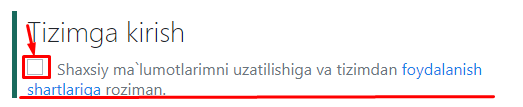 Tizimga kirish
Shaxsiy ma`lumotlarimni uzatilishiga va tizimdan foydalanish
shartlariga roziman.